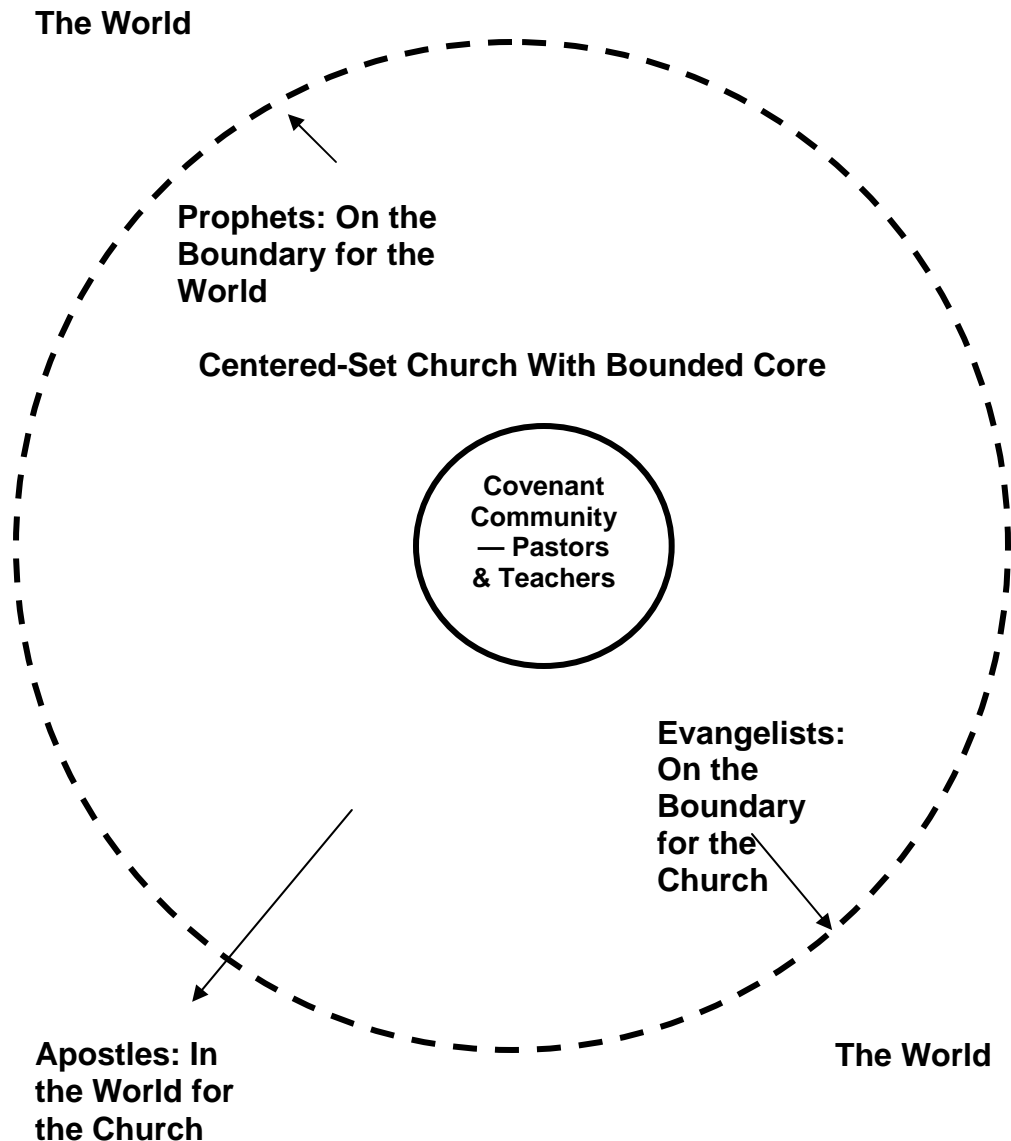 The World
Prophets: On the
Boundary for the
World
Centered-Set Church With Bounded Core
Covenant
Community
— Pastors
& Teachers
Evangelists:
On the
Boundary
for the
Church
Apostles: In
the World for
the Church
The World